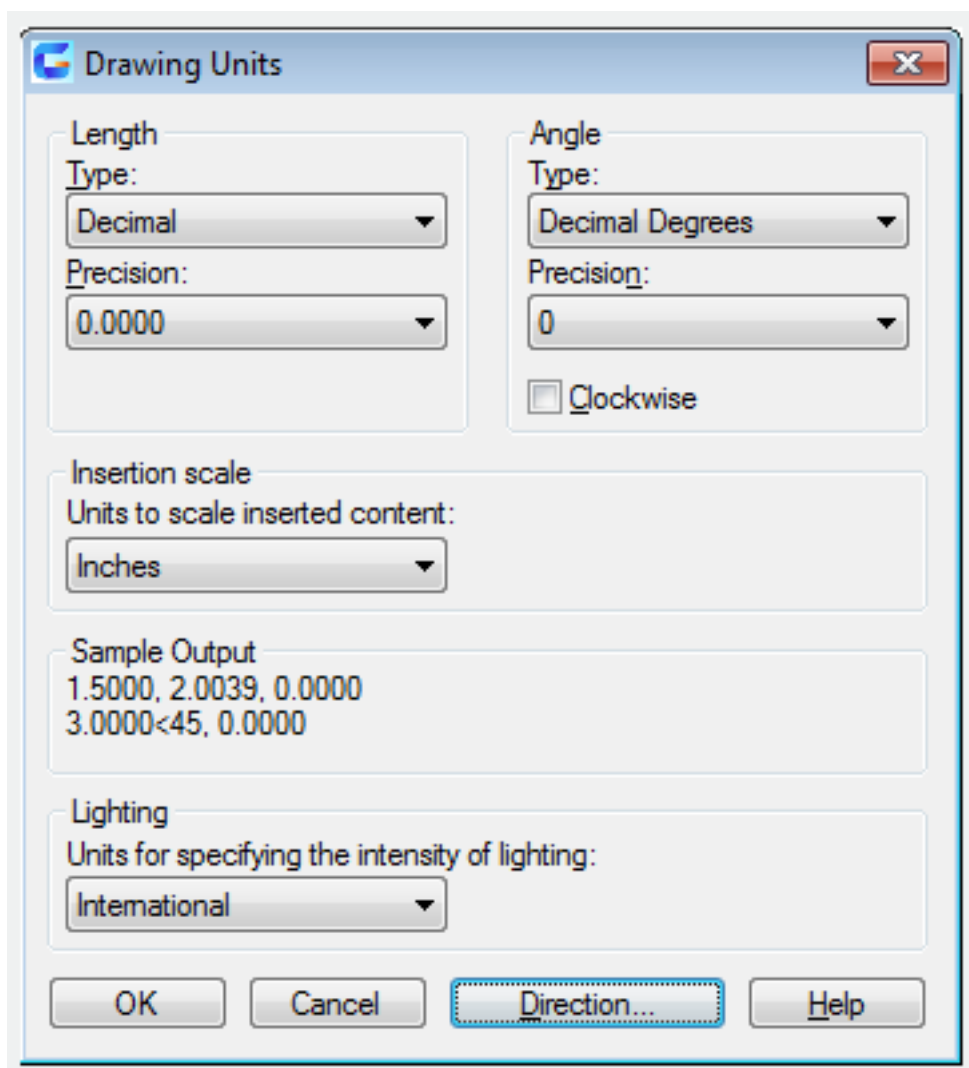 Drawing Units
Length
Type:
Decimal
Precision:
0.0000
Angle
Type:
Decimal Degrees
Precision:
0
Clockwise
Insertion scale
Units to scale inserted content:
Inches
Sample Output
1.5000, 2.0039, 0.0000
3.0000<45, 0.0000
Lighting
Units for specifying the intensity of lighting:
International
OK Cancel Direction... Help